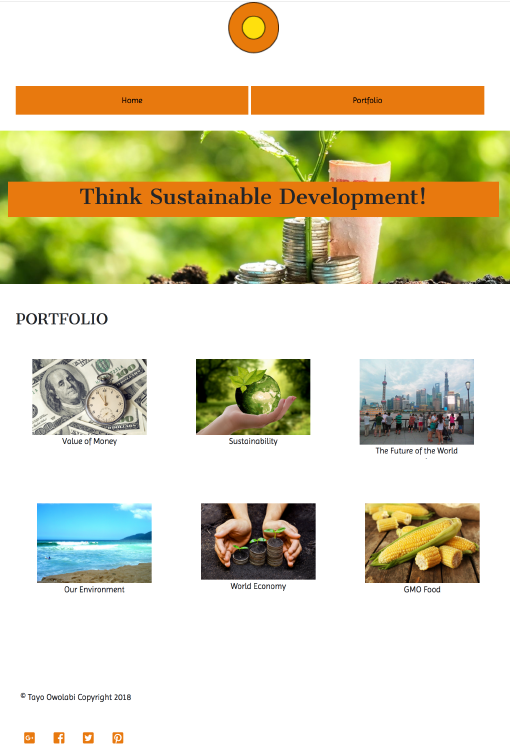 Home
Portfolio
Think Sustainable Development!
PORTFOLIO
Value of Money
Sustainability
The Future of the World
Our Environment
World Economy
GMO Food
© Tayo Owolabi Copyright 2018